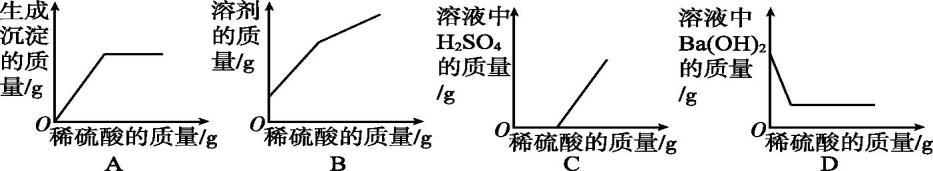 生成
沉淀
的质
量/g
O
稀硫酸的质量/g
A
溶剂
的质
量/g
O
稀硫酸的质量/g
B
溶液中
H₂SO₄
的质量
/g
O
稀硫酸的质量/g
C
溶液中
Ba(OH)₂
的质量
/g
O
稀硫酸的质量/g
D